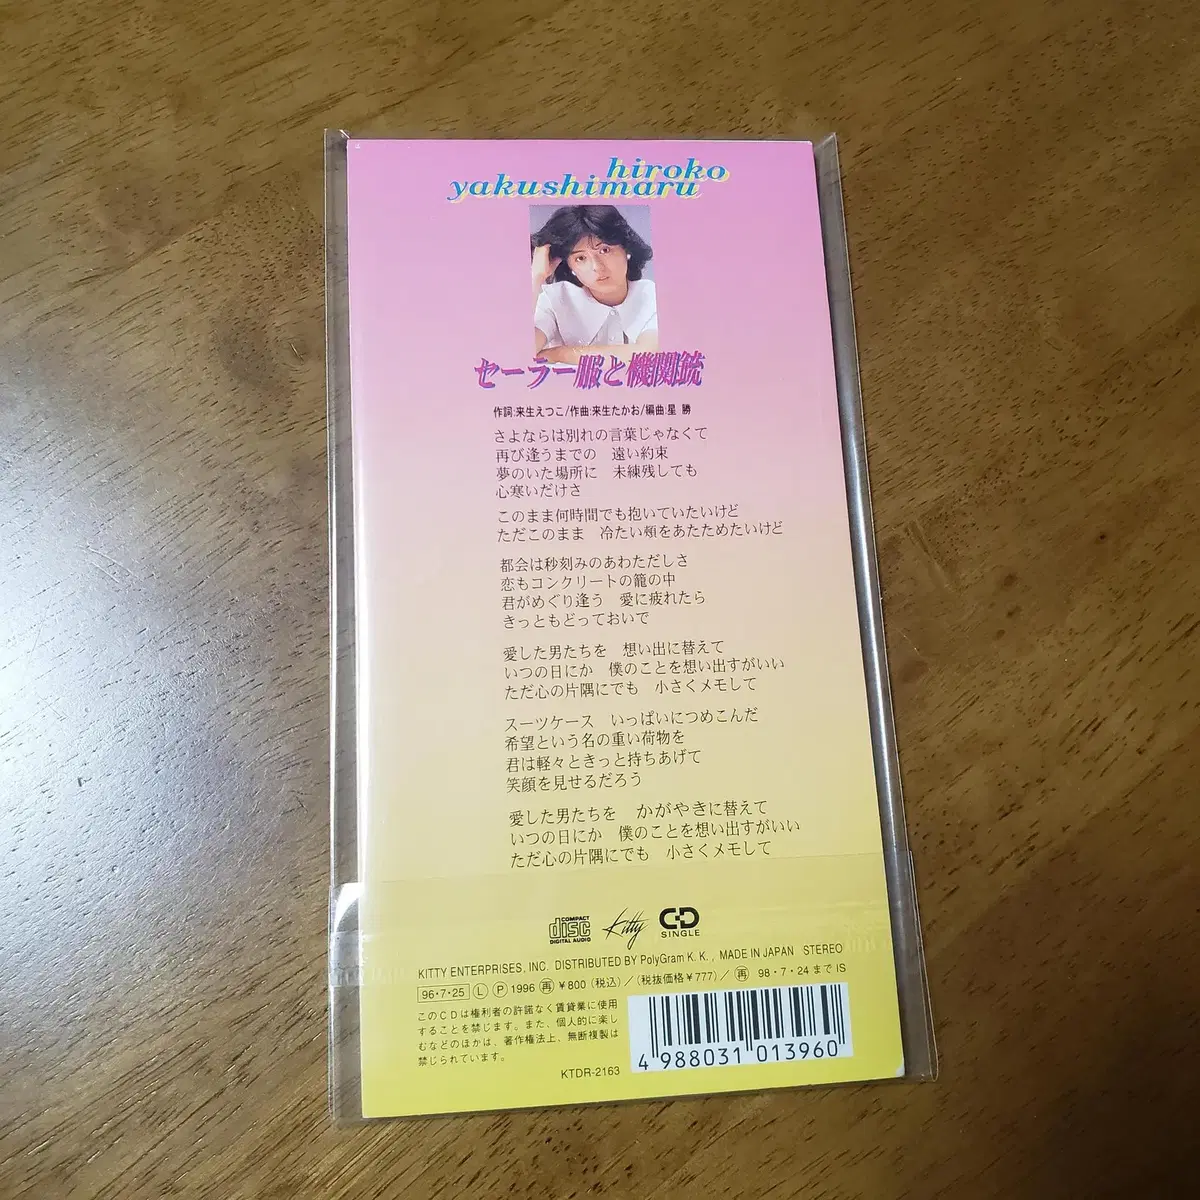 hiroko
yakushimaru
セーラー服と機関銃
作詞:来生えつこ/作曲:来生たかお/編曲:星 勝
さよならは別れの言葉じゃなくて
再び逢うまでの 遠い約束
夢のいた場所に 未練残しても
心寒いだけさ
このまま何時間でも抱いていたいけど
ただこのまま 冷たい頬をあたためたいけど
都会は秒刻みのあわただしさ
恋もコンクリートの籠の中
君がめぐり逢う 愛に疲れたら
きっともどっておいで
愛した男たちを 想い出に替えて
いつの日にか 僕のことを想い出すがいい
ただ心の片隅にでも 小さくメモして
スーツケース いっぱいにつめこんだ
希望という名の重い荷物を
君は軽々ときっと持ちあげて
笑顔を見せるだろう
愛した男たちを かがやきに替えて
いつの日にか 僕のことを想い出すがいい
ただ心の片隅にでも 小さくメモして
COMPACT disc DIGITAL AUDIO Kitty CD SINGLE
KITTY ENTERPRISES, INC. DISTRIBUTED BY PolyGram K.K., MADE IN JAPAN STEREO
96・7・25 Ⓛ Ⓟ 1996 ㊞ ¥800(税込)/(税抜価格¥777)/再 98・7・24まで IS
このCDは権利者の許諾なく賃貸業に使用
することを禁じます。また、個人的に楽し
むなどのほかは、著作権法上、無断複製は
禁じられています。
KTDR-2163
4 988031 013960